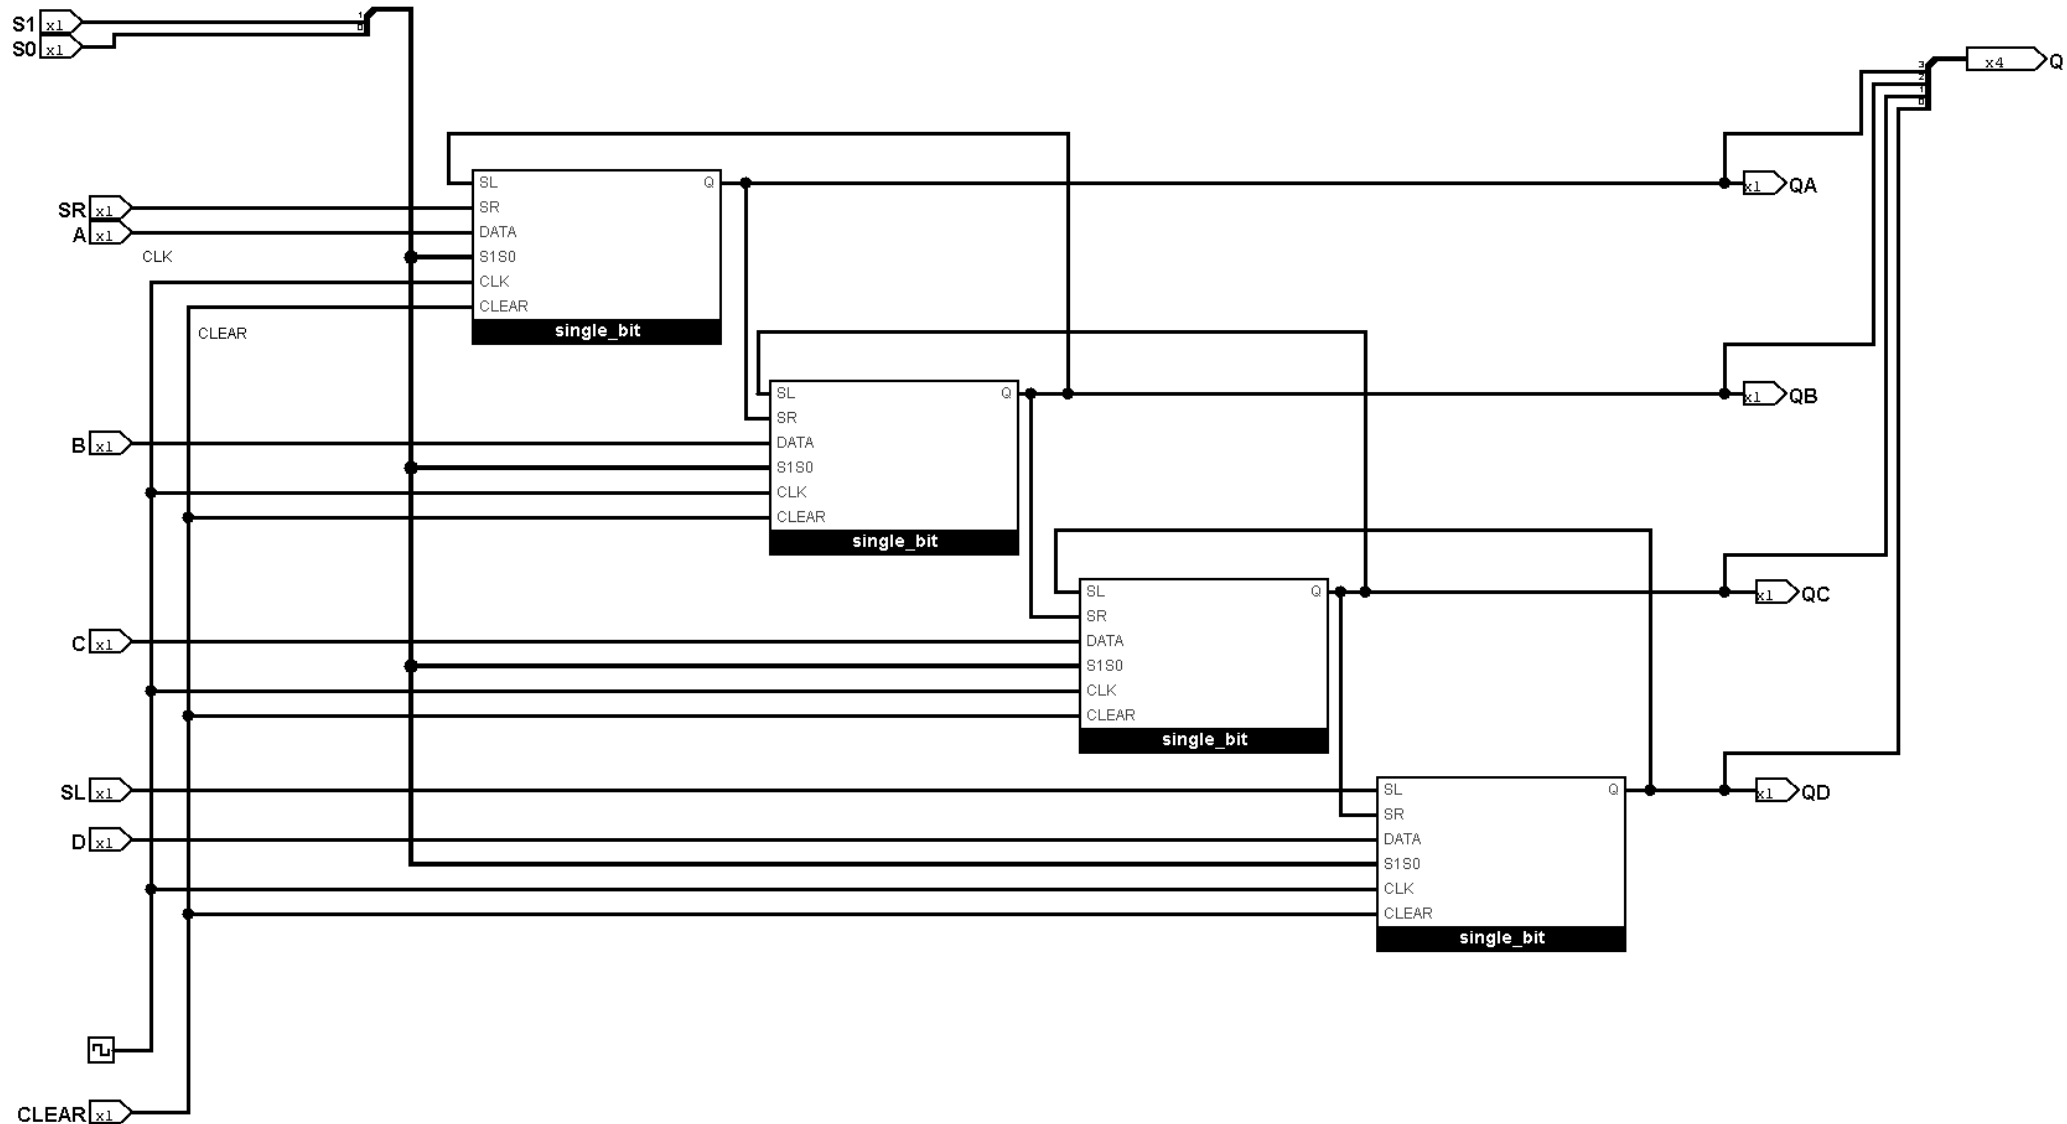 S1 x1 1
S0 x1 0
x4 Q
3
2
1
0
SL Q
SR x1 SR
A x1 DATA
CLK S1S0
CLK
CLEAR
CLEAR
single_bit
x1 QA
SL Q
SR
B x1 DATA
S1S0
CLK
CLEAR
single_bit
x1 QB
SL Q
SR
C x1 DATA
S1S0
CLK
CLEAR
single_bit
x1 QC
SL x1 SL Q
SR
D x1 DATA
S1S0
CLK
CLEAR
single_bit
x1 QD
CLEAR x1